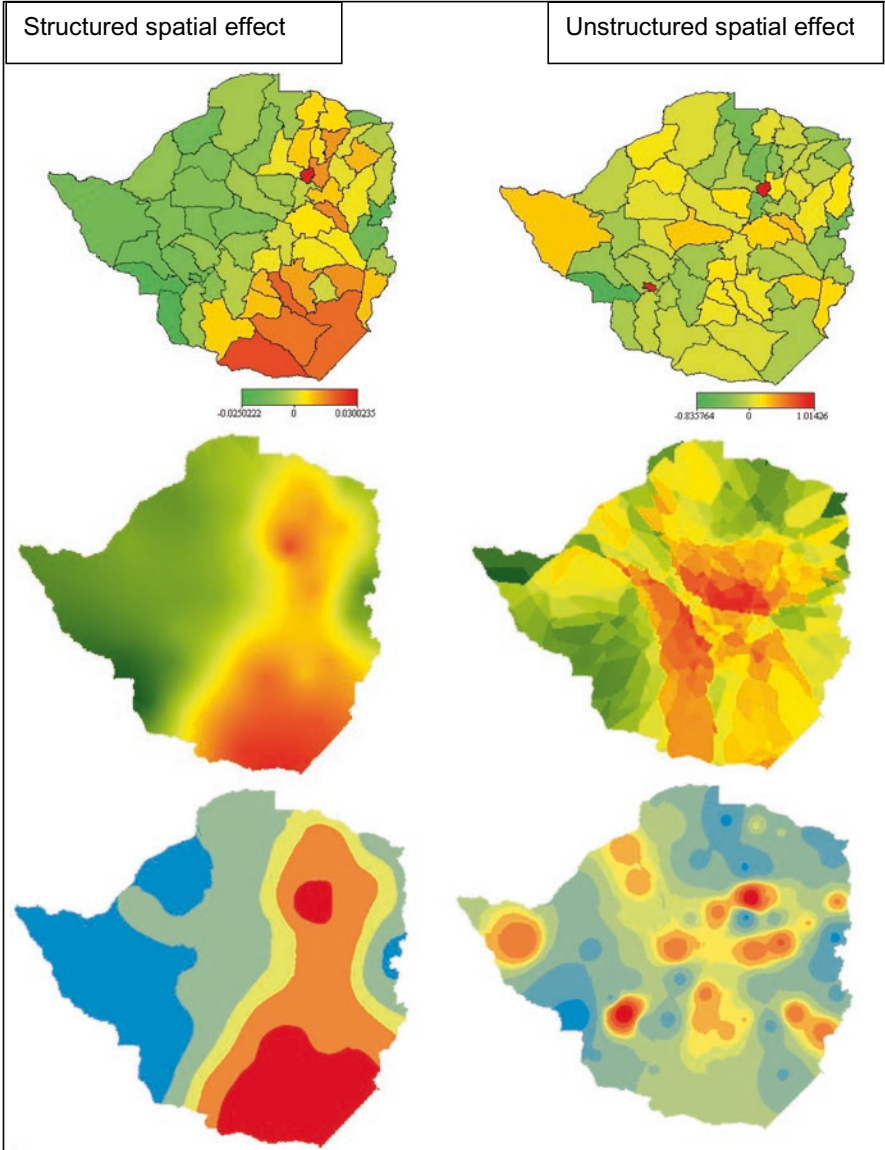 Structured spatial effect
Unstructured spatial effect
-0.0250222 0 0.0300235
-0.835764 0 1.01426